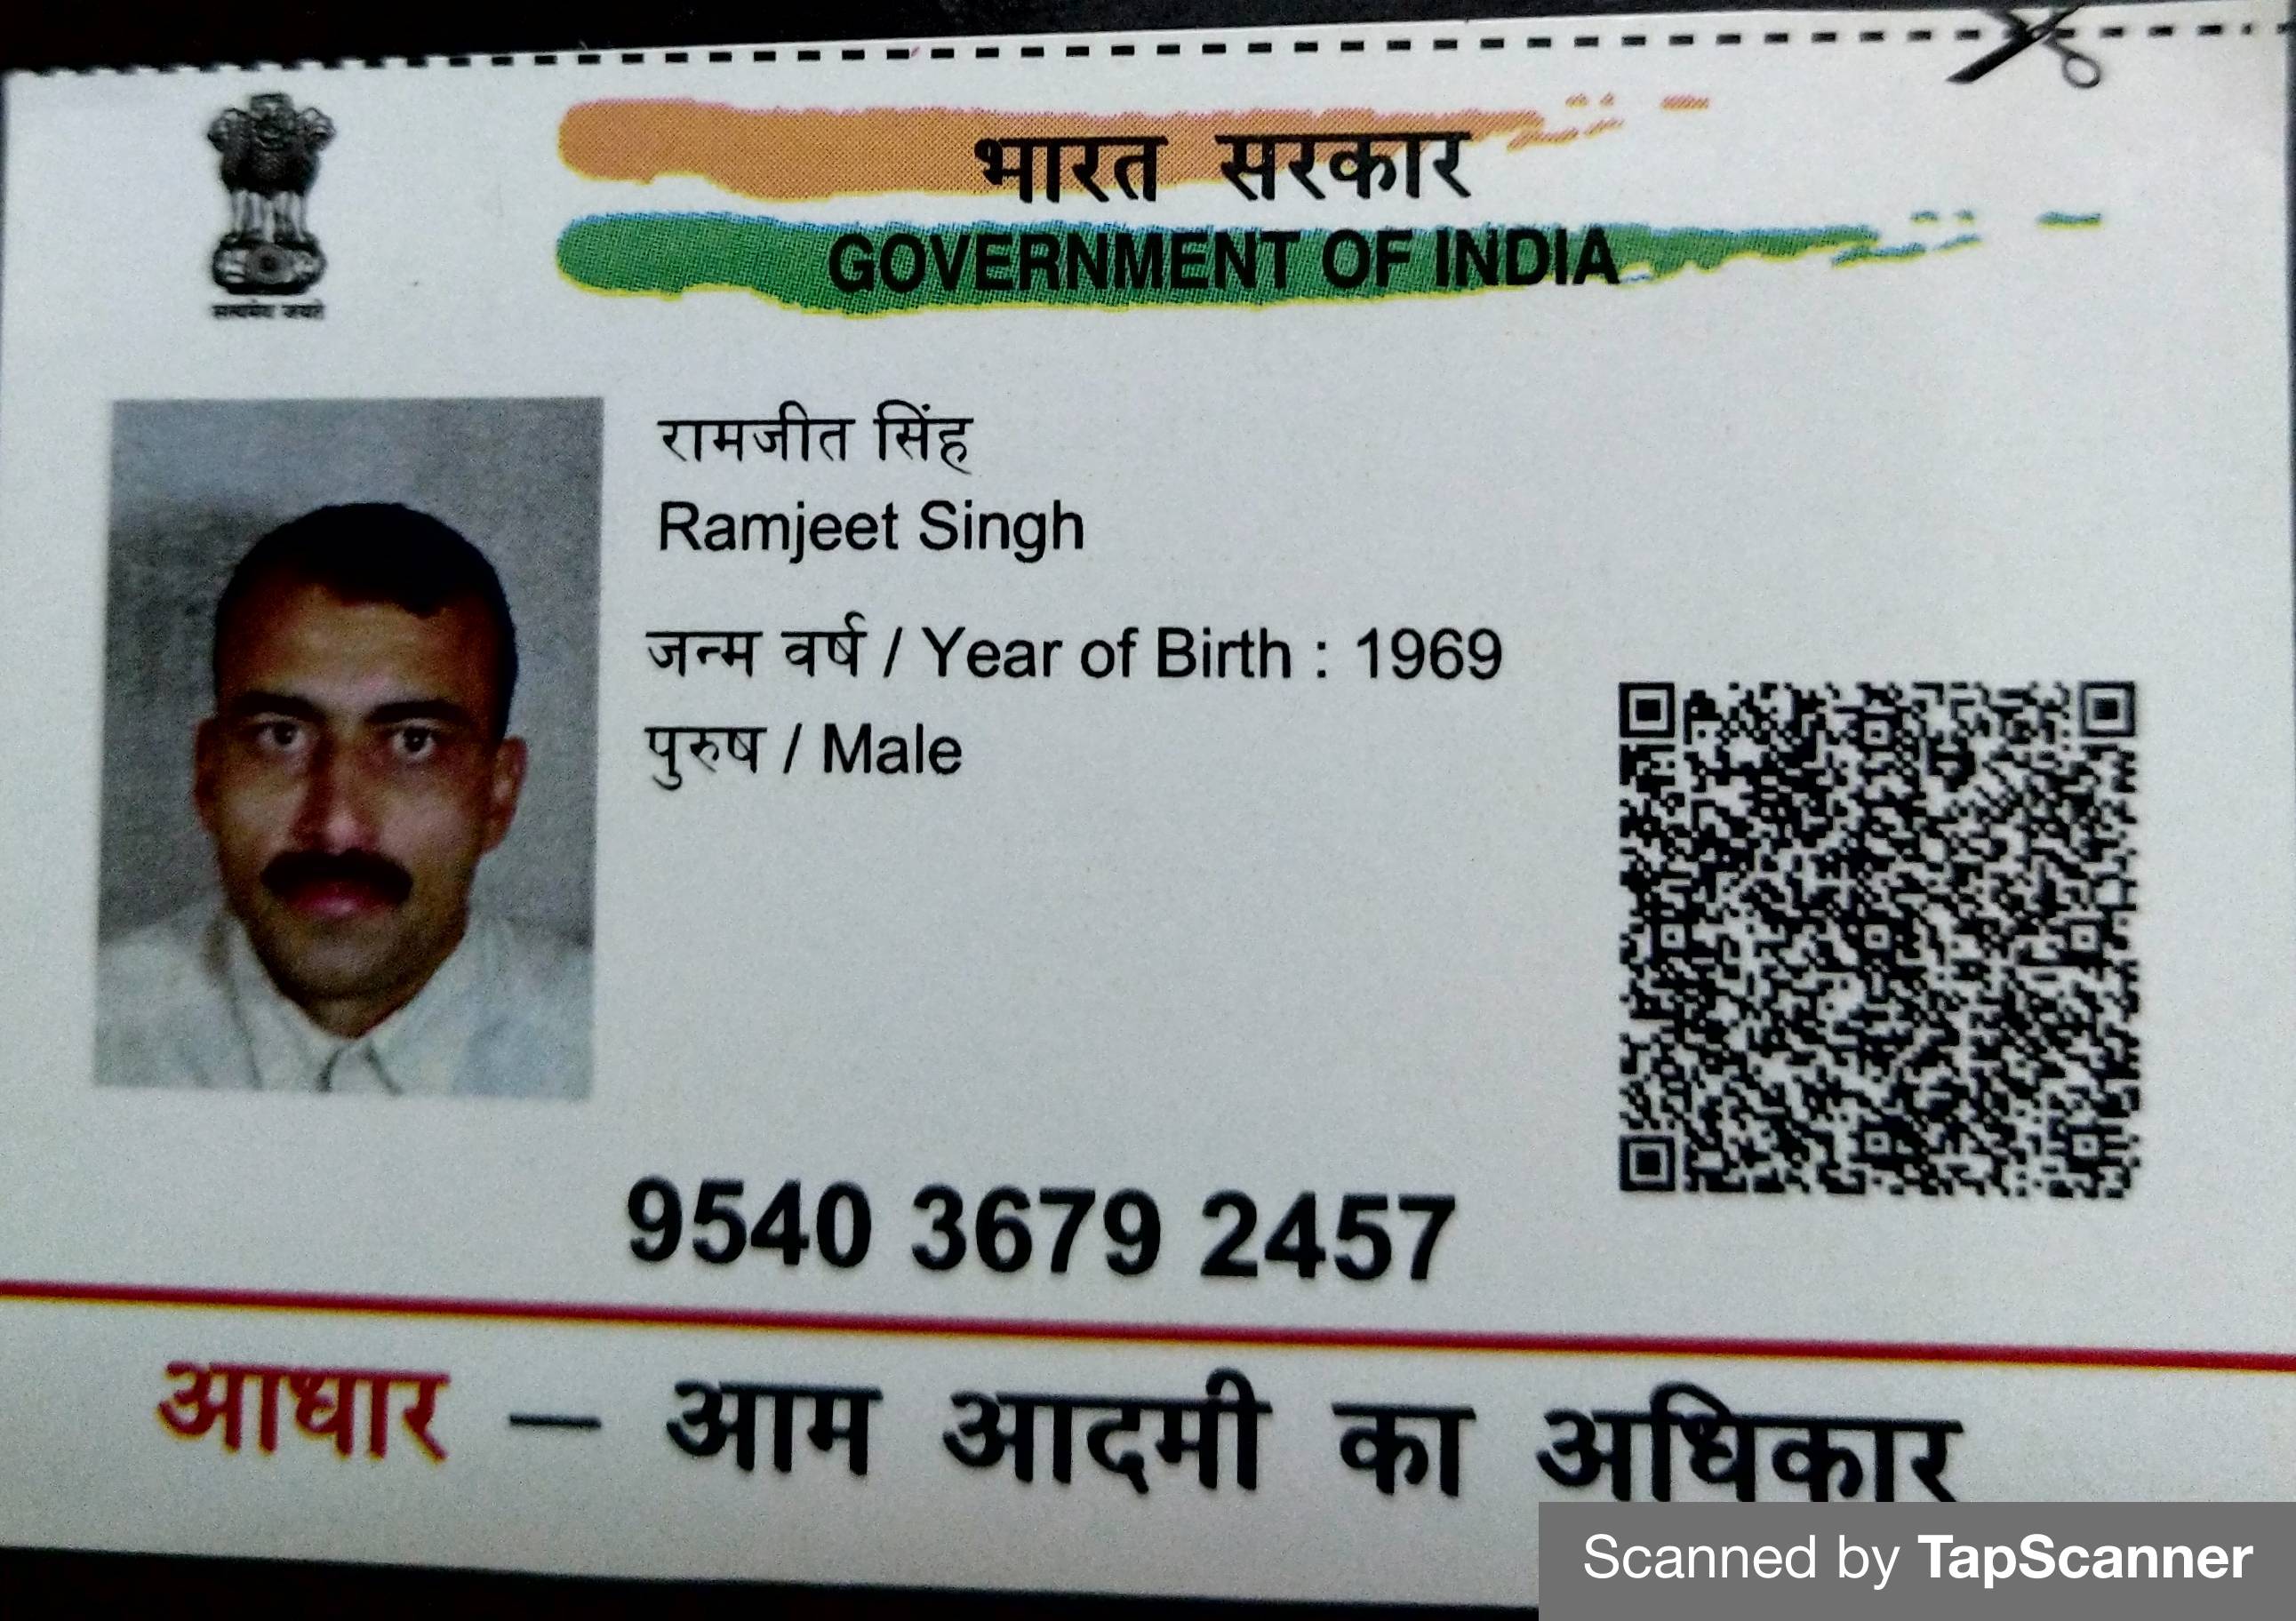 भारत सरकार
GOVERNMENT OF INDIA
सत्यमेव जयते
रामजीत सिंह
Ramjeet Singh
जन्म वर्ष / Year of Birth : 1969
पुरुष / Male
9540 3679 2457
आधार – आम आदमी का अधिकार
Scanned by TapScanner